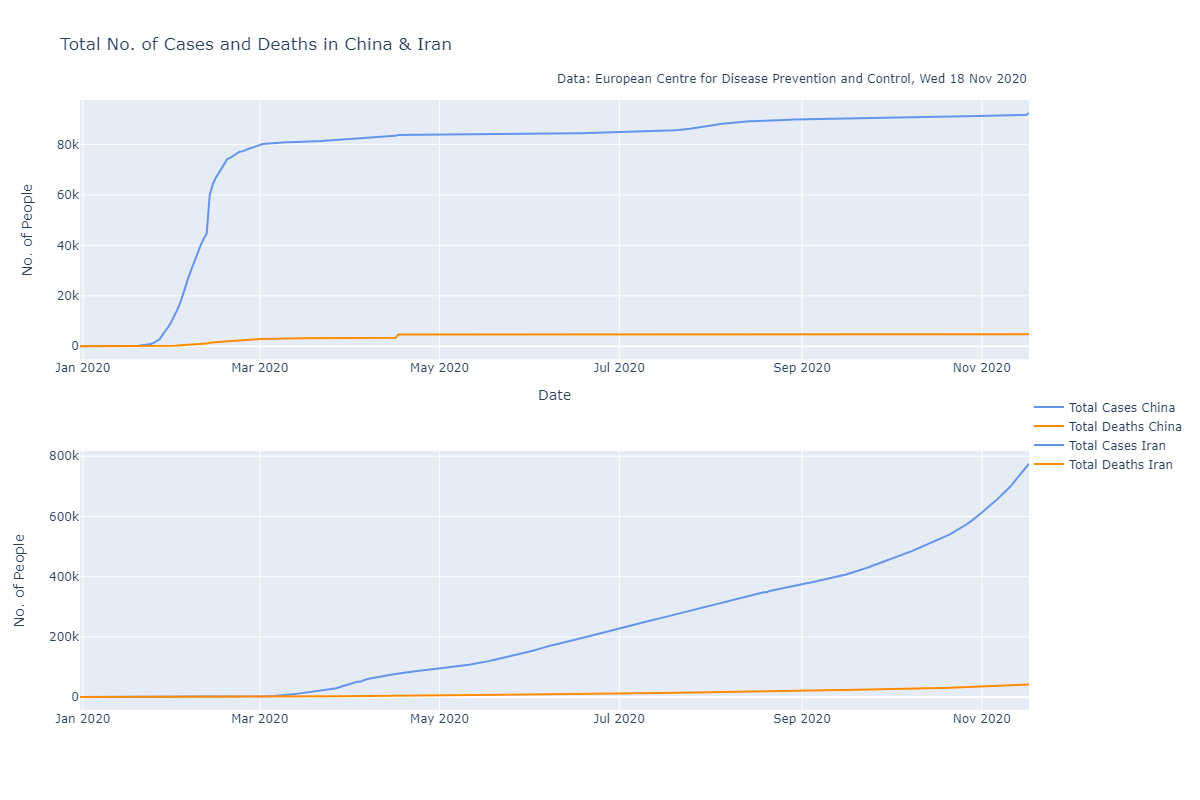 Total No. of Cases and Deaths in China & Iran
Data: European Centre for Disease Prevention and Control, Wed 18 Nov 2020
No. of People
80k
60k
40k
20k
0
Jan 2020 Mar 2020 May 2020 Jul 2020 Sep 2020 Nov 2020
Date
Total Cases China
Total Deaths China
Total Cases Iran
Total Deaths Iran
No. of People
800k
600k
400k
200k
0
Jan 2020 Mar 2020 May 2020 Jul 2020 Sep 2020 Nov 2020